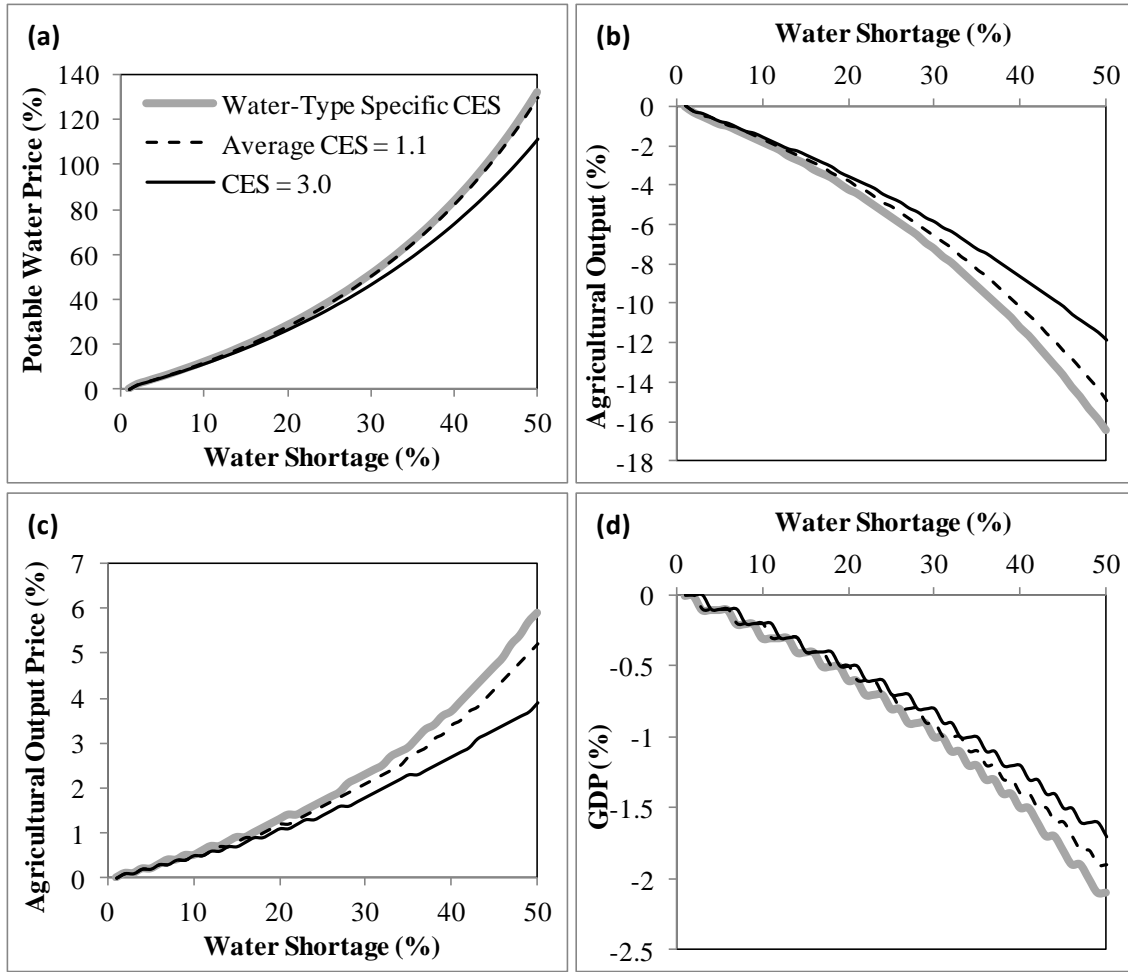 (a)
Potable Water Price (%)
140
120
100
80
60
40
20
0
Water-Type Specific CES
Average CES = 1.1
CES = 3.0
0 10 20 30 40 50
Water Shortage (%)
(b)
Water Shortage (%)
0 10 20 30 40 50
Agricultural Output (%)
0
-2
-4
-6
-8
-10
-12
-14
-16
-18
(c)
Agricultural Output Price (%)
7
6
5
4
3
2
1
0
0 10 20 30 40 50
Water Shortage (%)
(d)
Water Shortage (%)
0 10 20 30 40 50
GDP (%)
0
-0.5
-1
-1.5
-2
-2.5